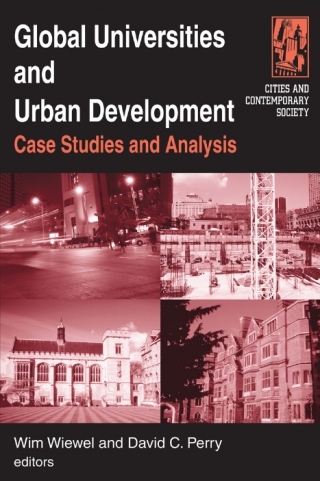 Global Universities
and
Urban Development
Case Studies and Analysis
CITIES AND
CONTEMPORARY
SOCIETY
Wim Wiewel and David C. Perry
editors